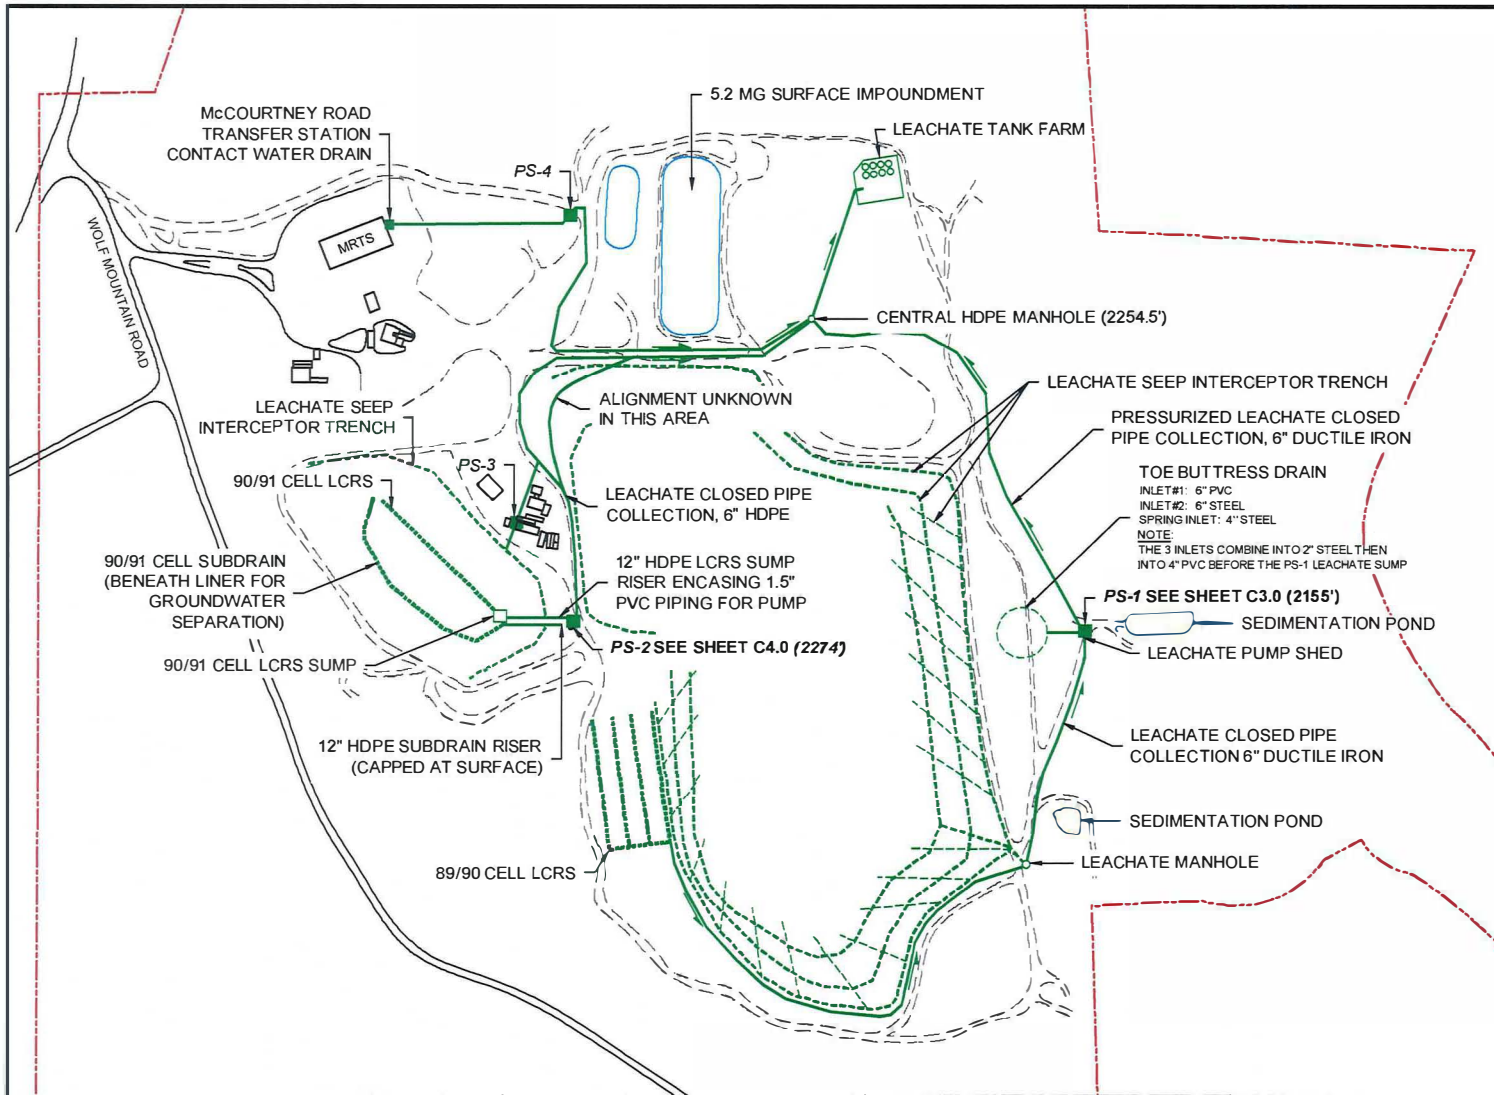 5.2 MG SURFACE IMPOUNDMENT
McCOURTNEY ROAD
TRANSFER STATION
CONTACT WATER DRAIN
LEACHATE TANK FARM
PS-4
MRTS
WOLF MOUNTAIN ROAD
CENTRAL HDPE MANHOLE (2254.5')
LEACHATE SEEP INTERCEPTOR TRENCH
ALIGNMENT UNKNOWN
IN THIS AREA
LEACHATE SEEP
INTERCEPTOR TRENCH
PRESSURIZED LEACHATE CLOSED
PIPE COLLECTION, 6" DUCTILE IRON
PS-3
90/91 CELL LCRS
LEACHATE CLOSED PIPE
COLLECTION, 6" HDPE
TOE BUTTRESS DRAIN
INLET#1: 6" PVC
INLET#2: 6" STEEL
SPRING INLET: 4" STEEL
NOTE:
THE 3 INLETS COMBINE INTO 2" STEEL THEN
INTO 4" PVC BEFORE THE PS-1 LEACHATE SUMP
90/91 CELL SUBDRAIN
(BENEATH LINER FOR
GROUNDWATER
SEPARATION)
12" HDPE LCRS SUMP
RISER ENCASING 1.5"
PVC PIPING FOR PUMP
PS-1 SEE SHEET C3.0 (2155')
SEDIMENTATION POND
PS-2 SEE SHEET C4.0 (2274')
LEACHATE PUMP SHED
90/91 CELL LCRS SUMP
12" HDPE SUBDRAIN RISER
(CAPPED AT SURFACE)
LEACHATE CLOSED PIPE
COLLECTION 6" DUCTILE IRON
SEDIMENTATION POND
LEACHATE MANHOLE
89/90 CELL LCRS